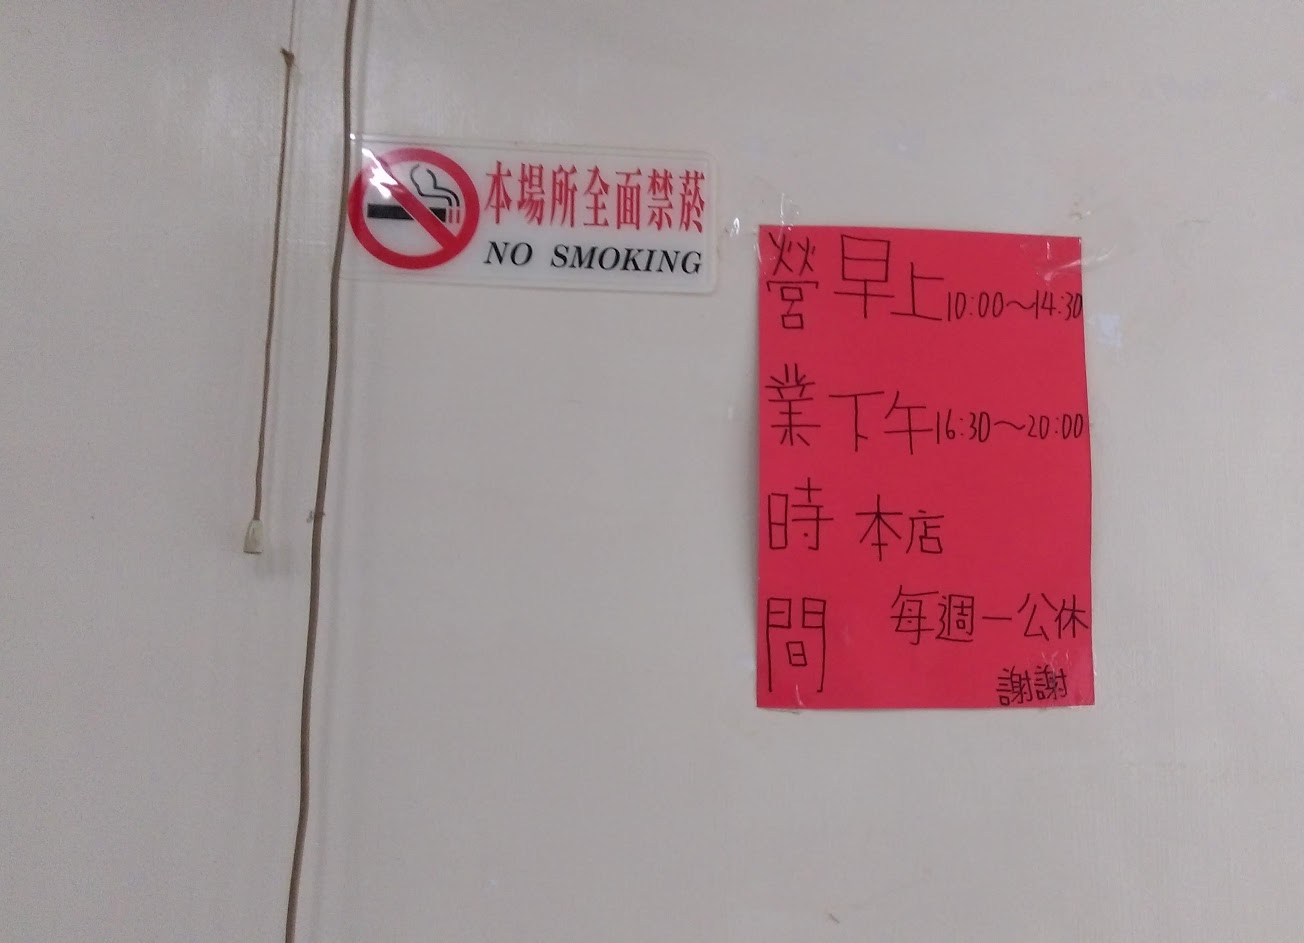 本場所全面禁菸
NO SMOKING
營業時間
早上10:00～14:30
下午16:30～20:00
本店
每週一公休
謝謝